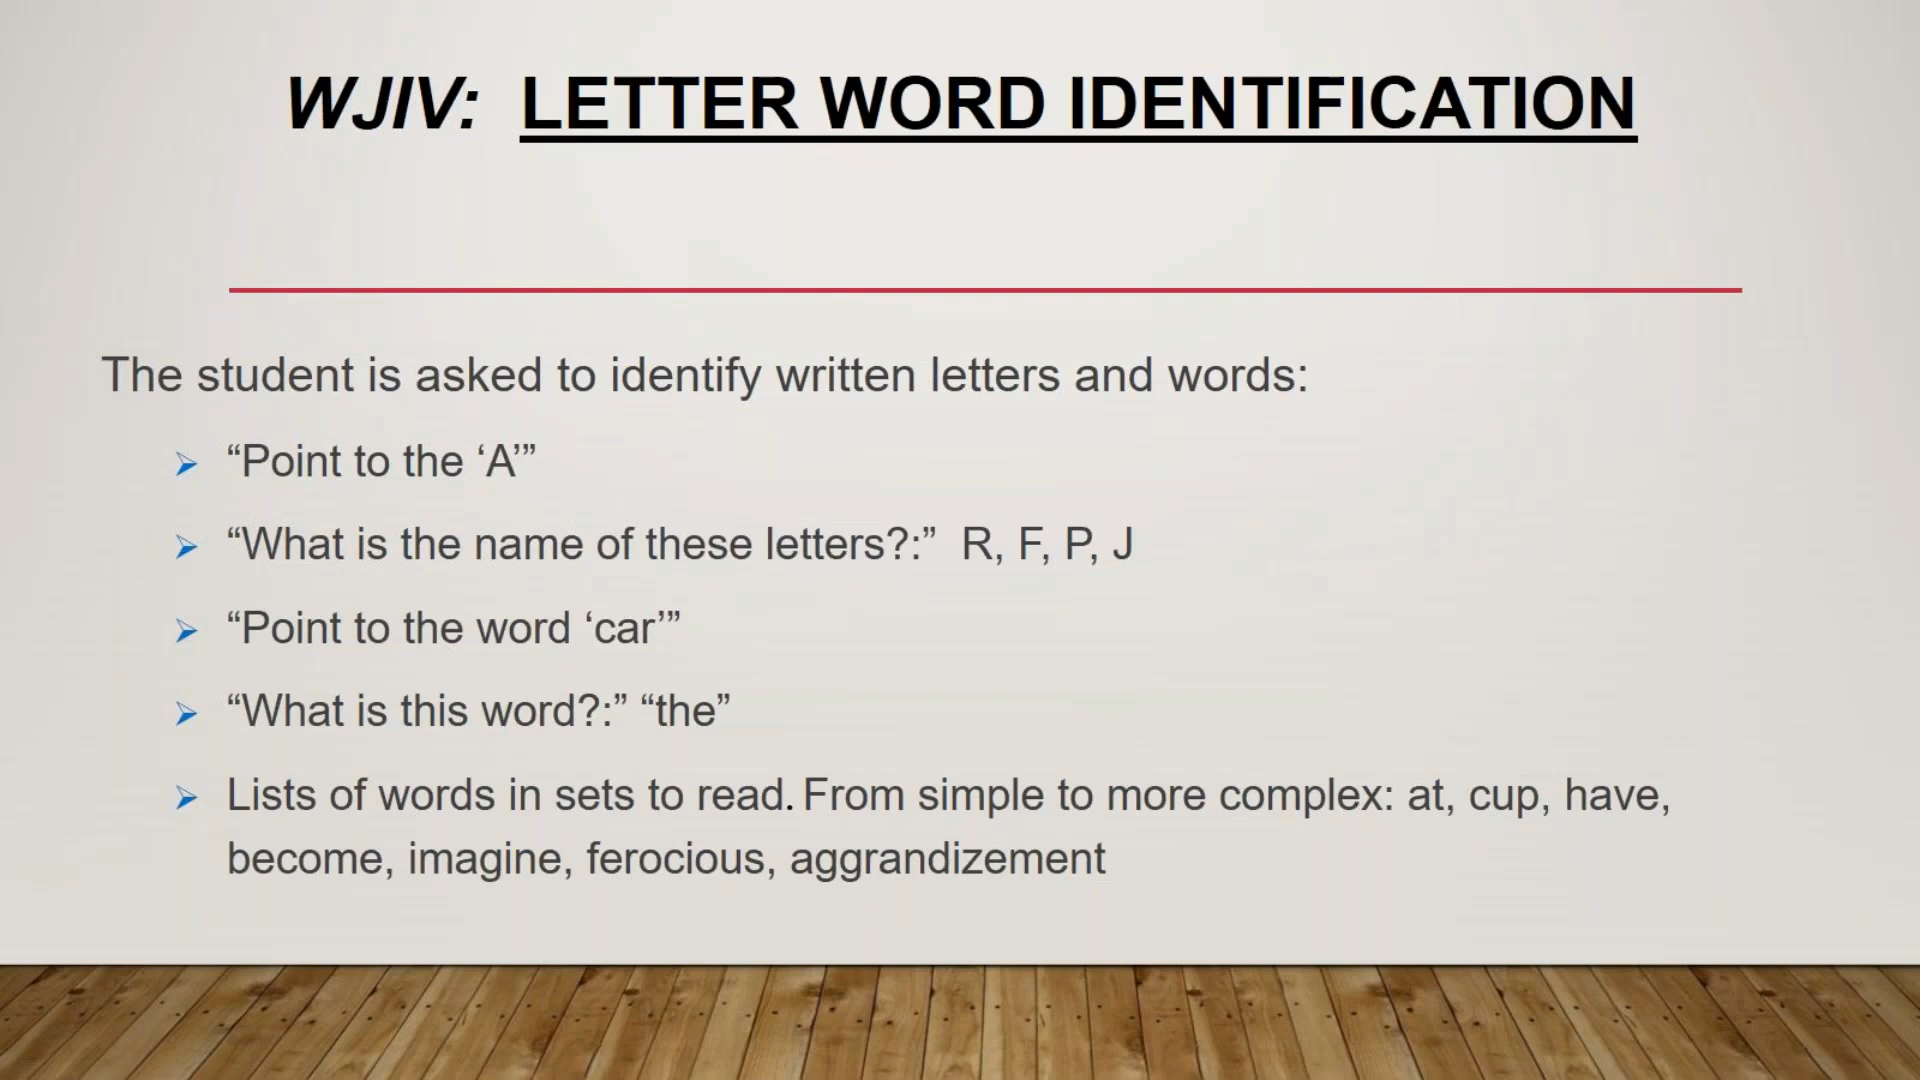 WJIV: LETTER WORD IDENTIFICATION
The student is asked to identify written letters and words:
“Point to the ‘A’”
“What is the name of these letters?:” R, F, P, J
“Point to the word ‘car’”
“What is this word?:” “the”
Lists of words in sets to read. From simple to more complex: at, cup, have,
become, imagine, ferocious, aggrandizement